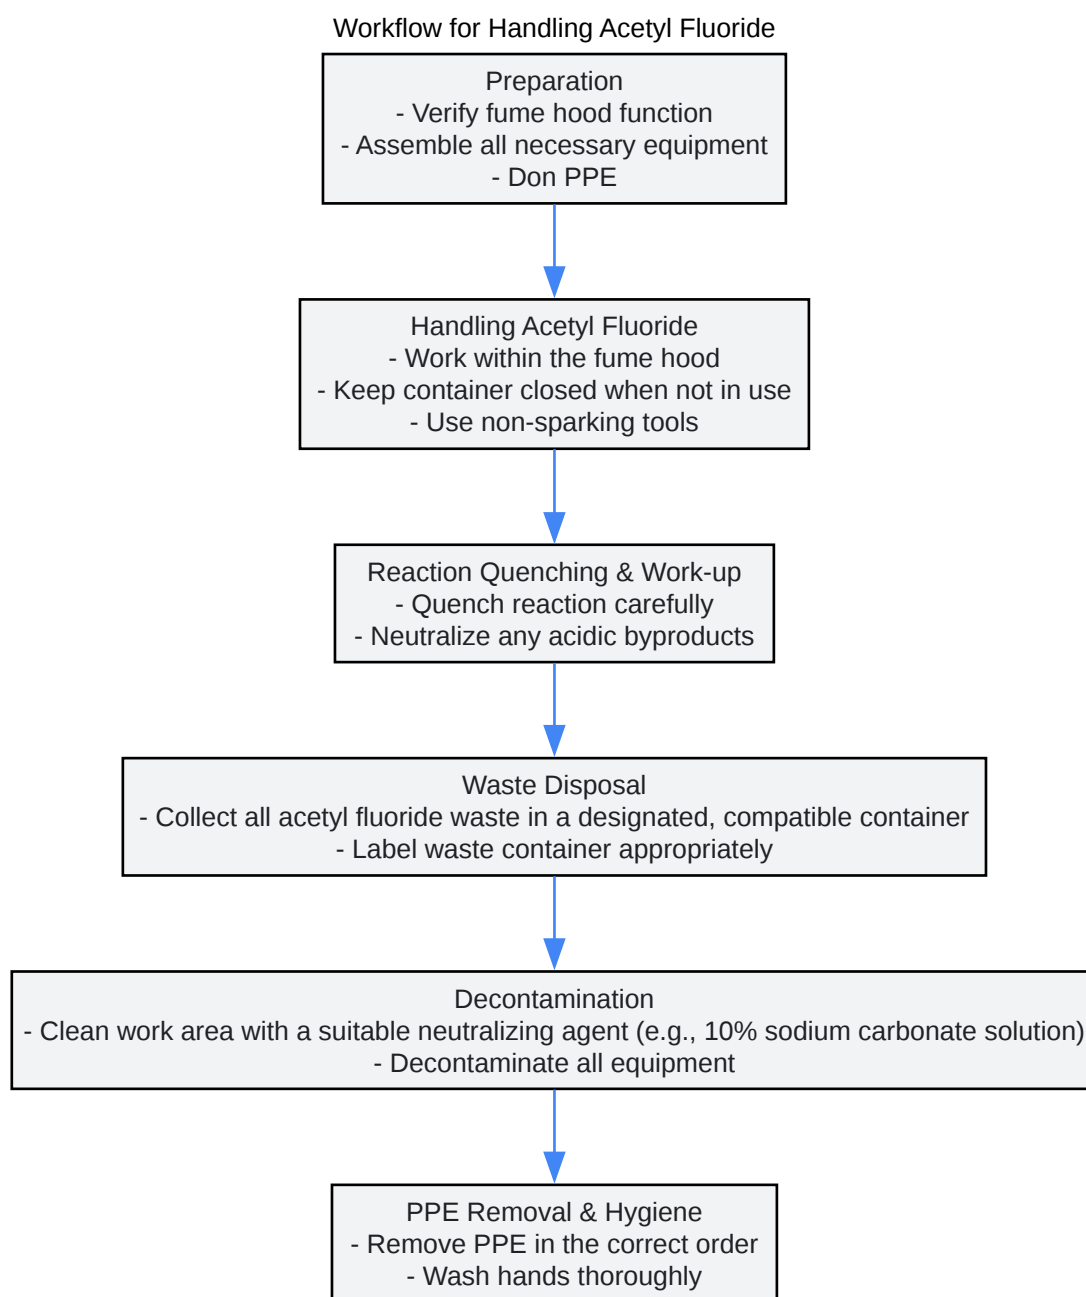 Workflow for Handling Acetyl Fluoride
Preparation
- Verify fume hood function
- Assemble all necessary equipment
- Don PPE
Handling Acetyl Fluoride
- Work within the fume hood
- Keep container closed when not in use
- Use non-sparking tools
Reaction Quenching & Work-up
- Quench reaction carefully
- Neutralize any acidic byproducts
Waste Disposal
- Collect all acetyl fluoride waste in a designated, compatible container
- Label waste container appropriately
Decontamination
- Clean work area with a suitable neutralizing agent (e.g., 10% sodium carbonate solution)
- Decontaminate all equipment
PPE Removal & Hygiene
- Remove PPE in the correct order
- Wash hands thoroughly